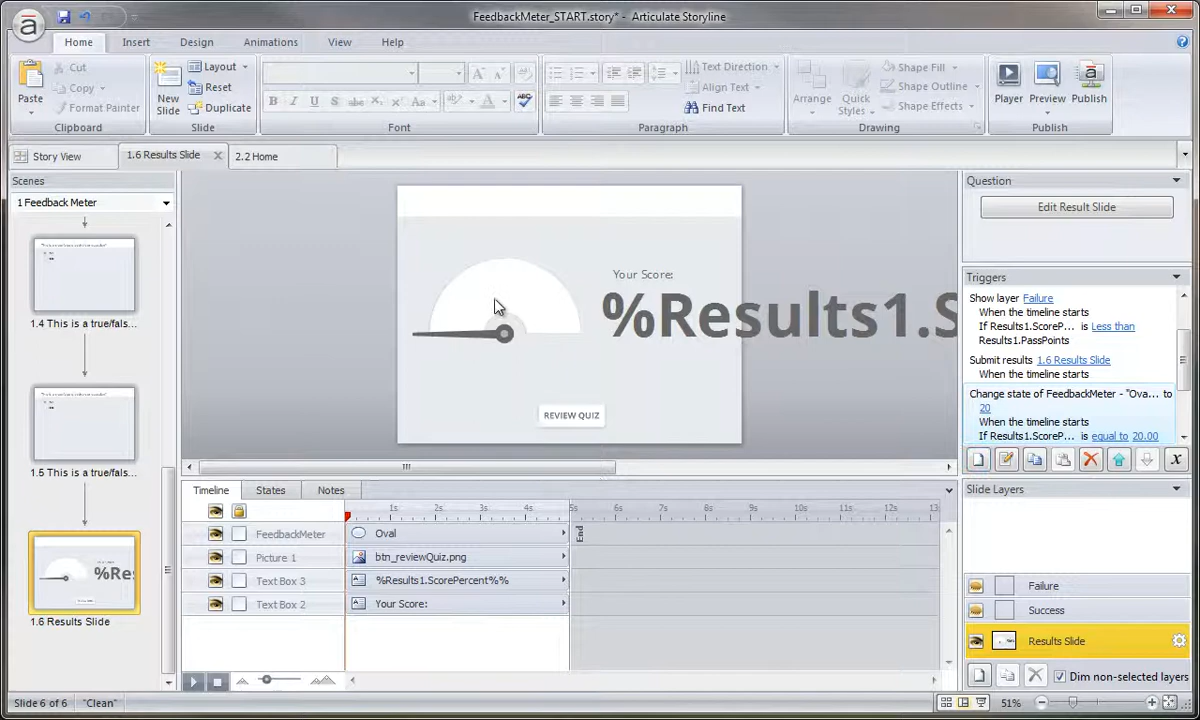 FeedbackMeter_START.story* - Articulate Storyline
Home Insert Design Animations View Help
Paste
Cut
Copy
Format Painter
Clipboard
New Slide
Layout
Reset
Duplicate
Slide
B I U S abc Aa
ABC
Font
Text Direction
Align Text
Find Text
Paragraph
Arrange
Quick Styles
Shape Fill
Shape Outline
Shape Effects
Drawing
Player Preview Publish
Publish
Story View 1.6 Results Slide 2.2 Home
Scenes
1 Feedback Meter
1.4 This is a true/fals...
1.5 This is a true/fals...
1.6 Results Slide
Your Score:
%Results1.S
REVIEW QUIZ
Timeline States Notes
1s 2s 3s 4s 5s 6s 7s 8s 9s 10s 11s 12s 13
FeedbackMeter Oval
Picture 1 btn_reviewQuiz.png
Text Box 3 %Results1.ScorePercent%%
Text Box 2 Your Score:
End
Question
Edit Result Slide
Triggers
Show layer Failure
When the timeline starts
If Results1.ScoreP... is Less than
Results1.PassPoints
Submit results 1.6 Results Slide
When the timeline starts
Change state of FeedbackMeter - "Ova... to
20
When the timeline starts
If Results1.ScoreP... is equal to 20.00
Slide Layers
Failure
Success
Results Slide
Dim non-selected layers
Slide 6 of 6 "Clean"
51%